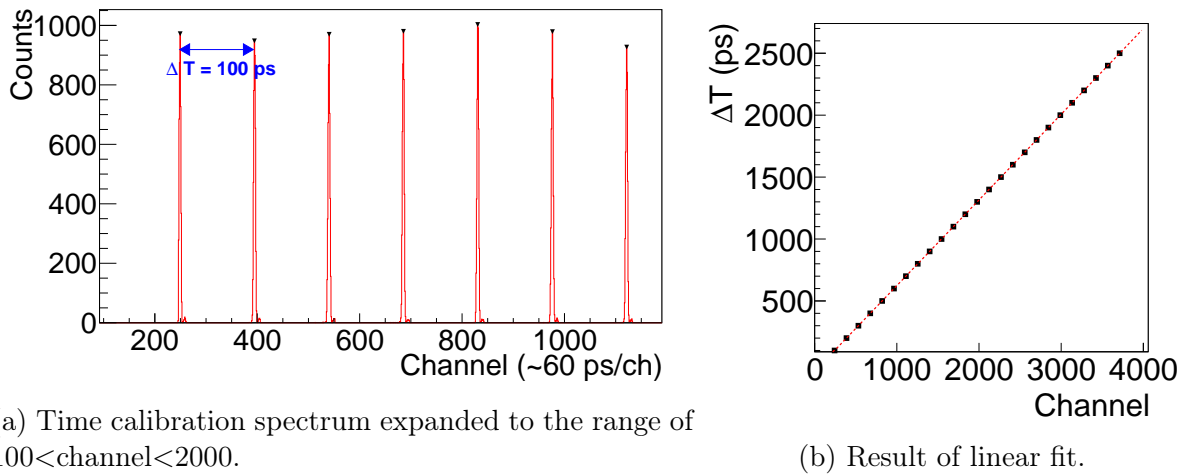 1000
800
600
400
200
0
Counts
Δ T = 100 ps
200 400 600 800 1000
Channel (~60 ps/ch)
2500
2000
1500
1000
500
ΔT (ps)
0 1000 2000 3000 4000
Channel
a) Time calibration spectrum expanded to the range of
00<channel<2000.
(b) Result of linear fit.